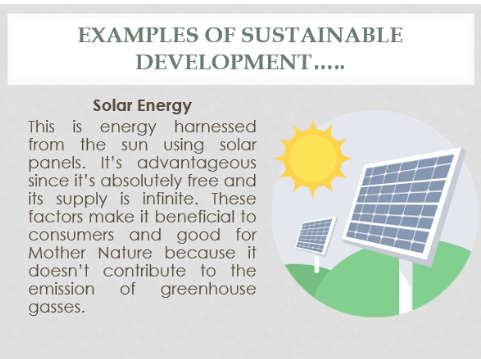 EXAMPLES OF SUSTAINABLE
DEVELOPMENT…..
Solar Energy
This is energy harnessed
from the sun using solar
panels. It’s advantageous
since it’s absolutely free and
its supply is infinite. These
factors make it beneficial to
consumers and good for
Mother Nature because it
doesn’t contribute to the
emission of greenhouse
gasses.